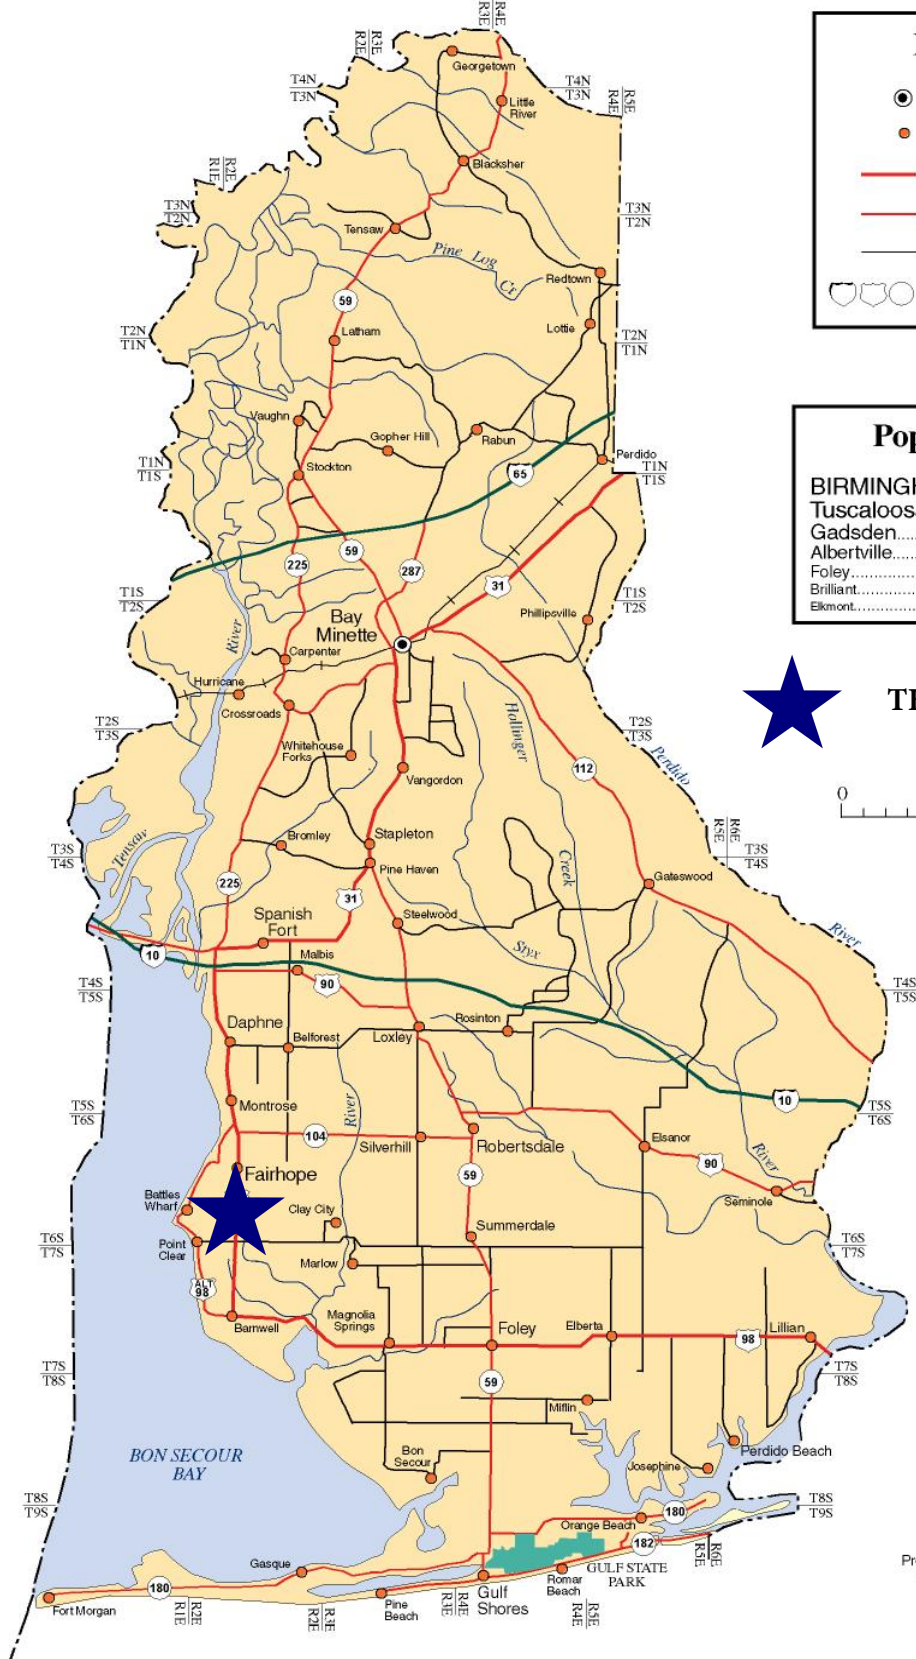 R3E
R4E
R2E
R3E
Georgetown
T4N
T3N
T4N
T3N
R4E
R5E
Little
River
Blacksher
R1E
R2E
T3N
T2N
T3N
T2N
Tensaw
Pine Log
Cr
Redtown
59
Lottie
Latham
T2N
T1N
T2N
T1N
Vaughn
Gopher Hill
Rabun
Pop
Perdido
T1N
T1S
T1N
T1S
Stockton
65
BIRMINGH
Tuscaloos
Gadsden....
Albertville....
Foley
Brilliant
Elkmont
59
225
287
31
T1S
T2S
T1S
T2S
Phillipsville
Bay
Minette
River
Carpenter
Hurricane
Crossroads
Hollinger
T2S
T3S
T2S
T3S
Whitehouse
Forks
Perdido
112
Vangordon
0
R5E
R6E
Tensaw
Bromley
Stapleton
T3S
T4S
T3S
T4S
Pine Haven
Creek
Gateswood
225
31
Spanish
Fort
Steelwood
Styx
River
10
Malbis
90
T4S
T5S
T4S
T5S
Daphne
Belforest
Loxley
Rosinton
River
10
T5S
T6S
T5S
T6S
Montrose
104
Silverhill
Robertsdale
Elsanor
90
River
Fairhope
59
Seminole
Battles
Wharf
Clay City
Summerdale
Point
Clear
T6S
T7S
T6S
T7S
Marlow
ALT
98
Barnwell
Magnolia
Springs
Foley
Elberta
98
Lillian
T7S
T8S
T7S
T8S
59
Miflin
BON SECOUR
BAY
Bon
Secour
Perdido Beach
Josephine
T8S
T9S
T8S
T9S
Orange Beach
180
182
R5E
R6E
Gasque
Romar
Beach
GULF STATE
PARK
Pr
180
Gulf
Shores
Fort Morgan
Pine
Beach
R1E
R2E
R2E
R3E
R3E
R4E
R4E
R5E